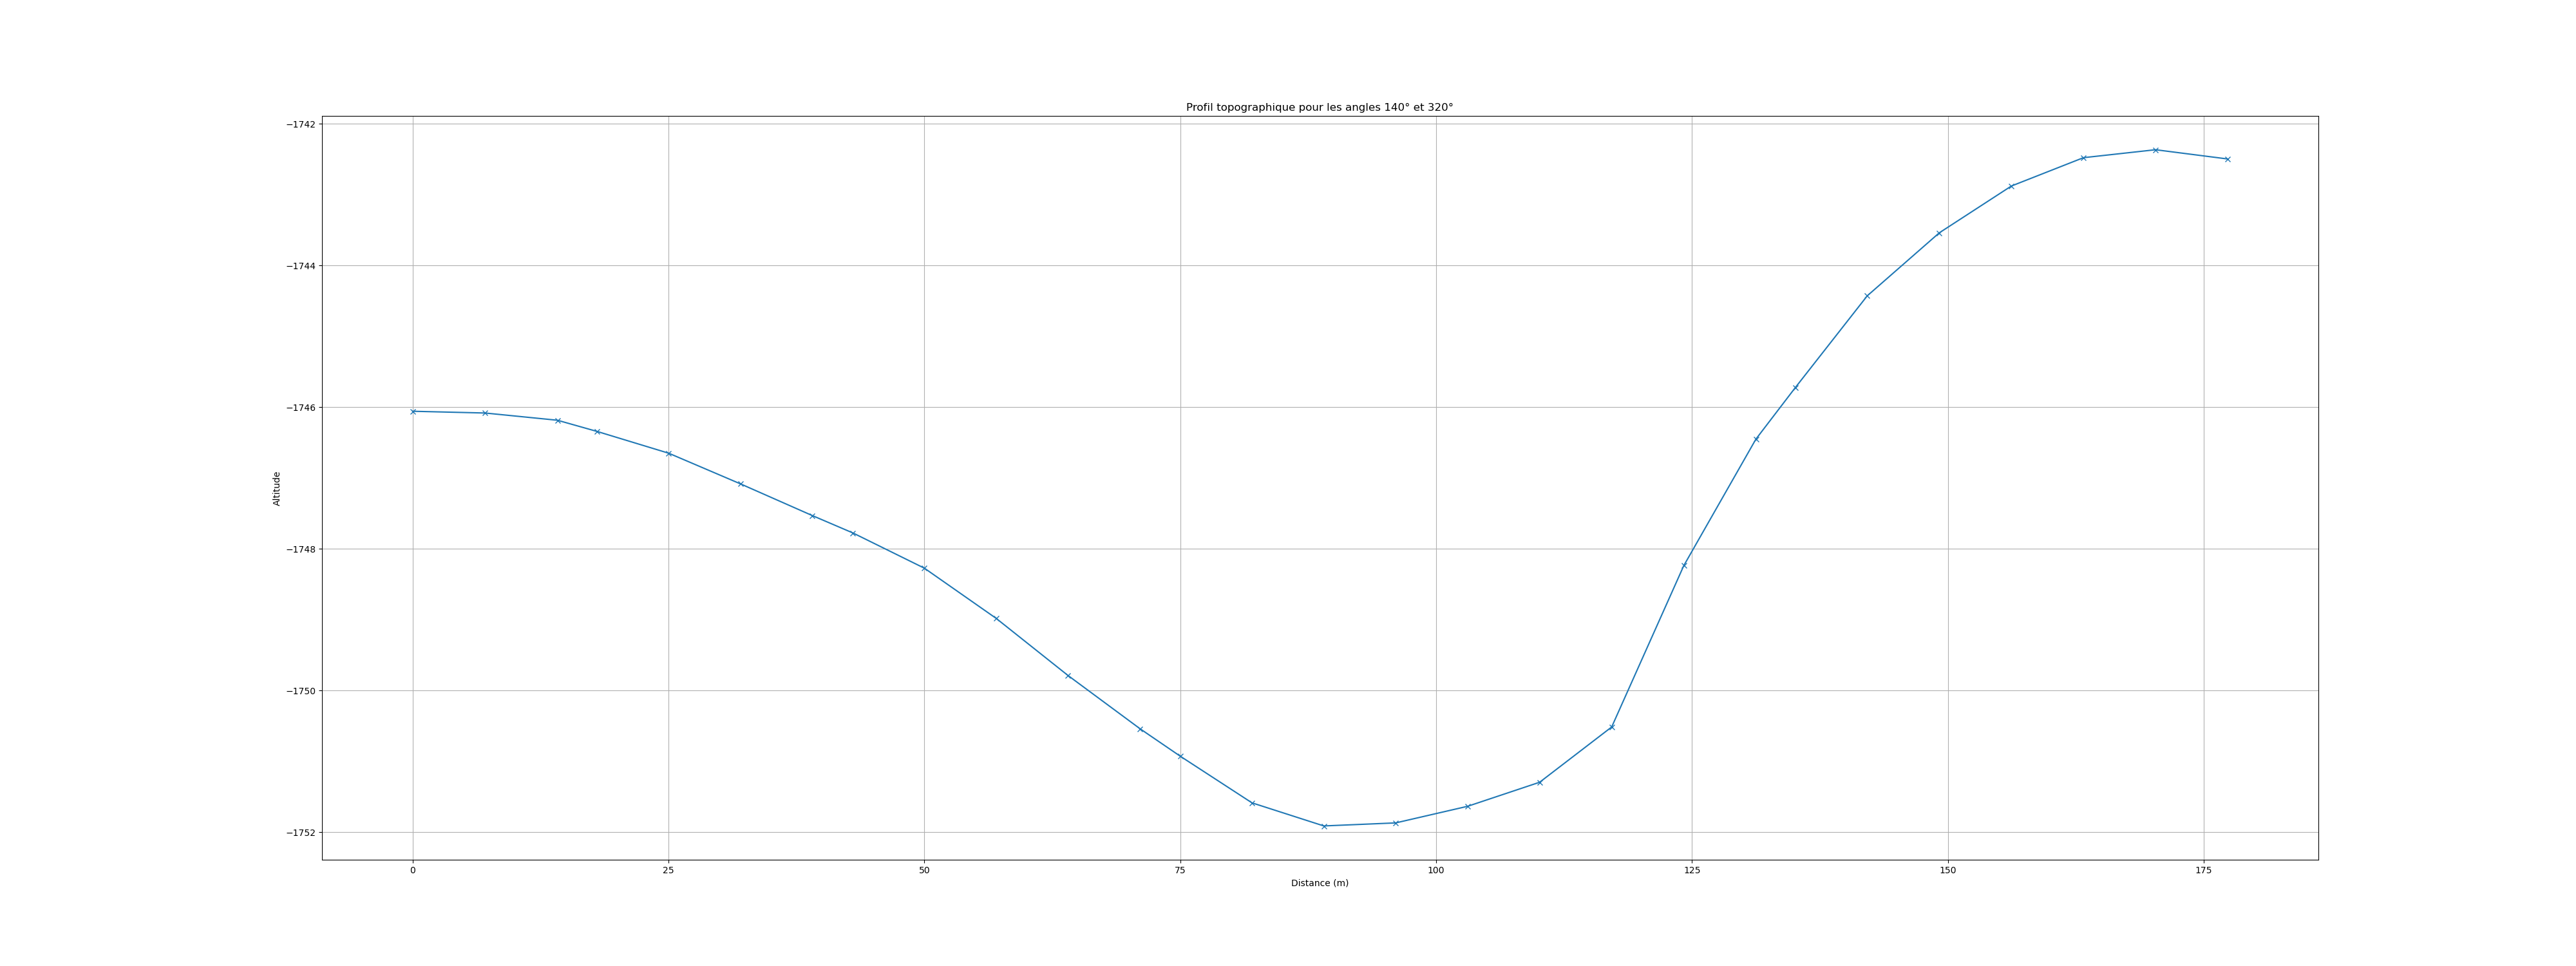 Profil topographique pour les angles 140° et 320°
−1742
−1744
−1746
−1748
−1750
−1752
Altitude
0 25 50 75 100 125 150 175
Distance (m)